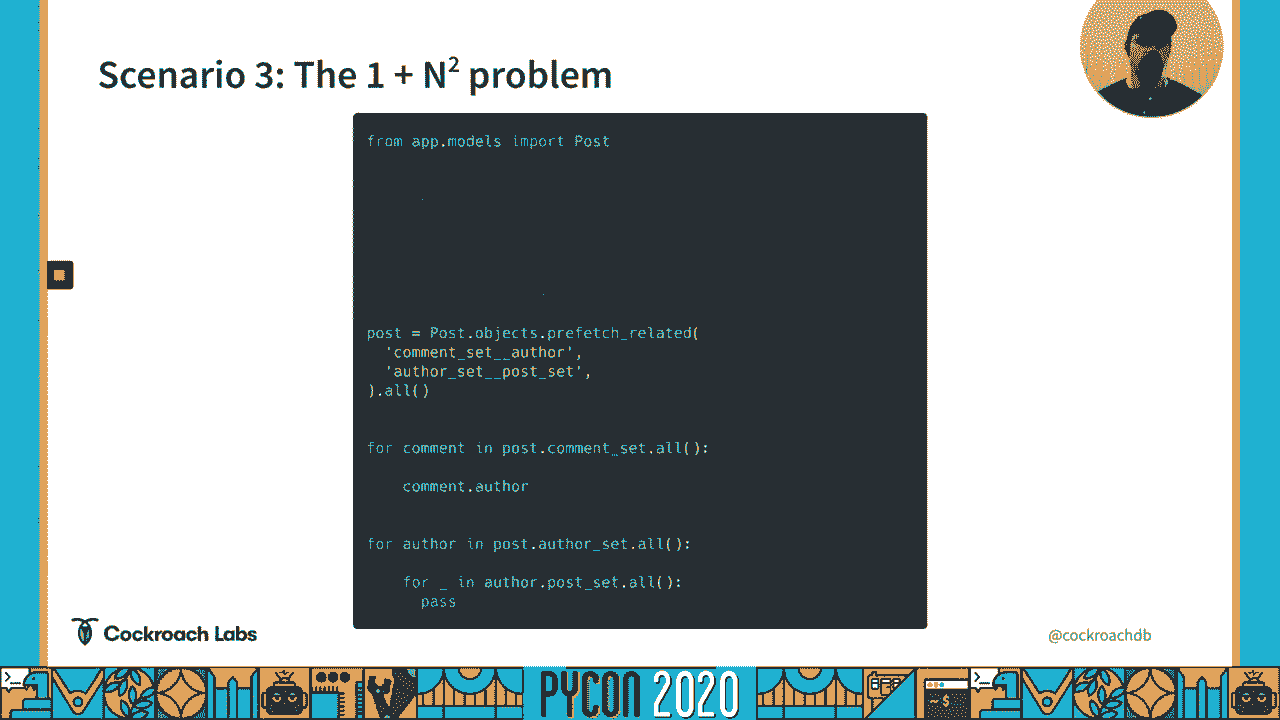 Scenario 3: The 1 + N² problem
from app.models import Post
post = Post.objects.prefetch_related(
  'comment_set__author',
  'author_set__post_set',
).all()
for comment in post.comment_set.all():
    comment.author
for author in post.author_set.all():
    for _ in author.post_set.all():
      pass
Cockroach Labs
@cockroachdb
PYCON 2020